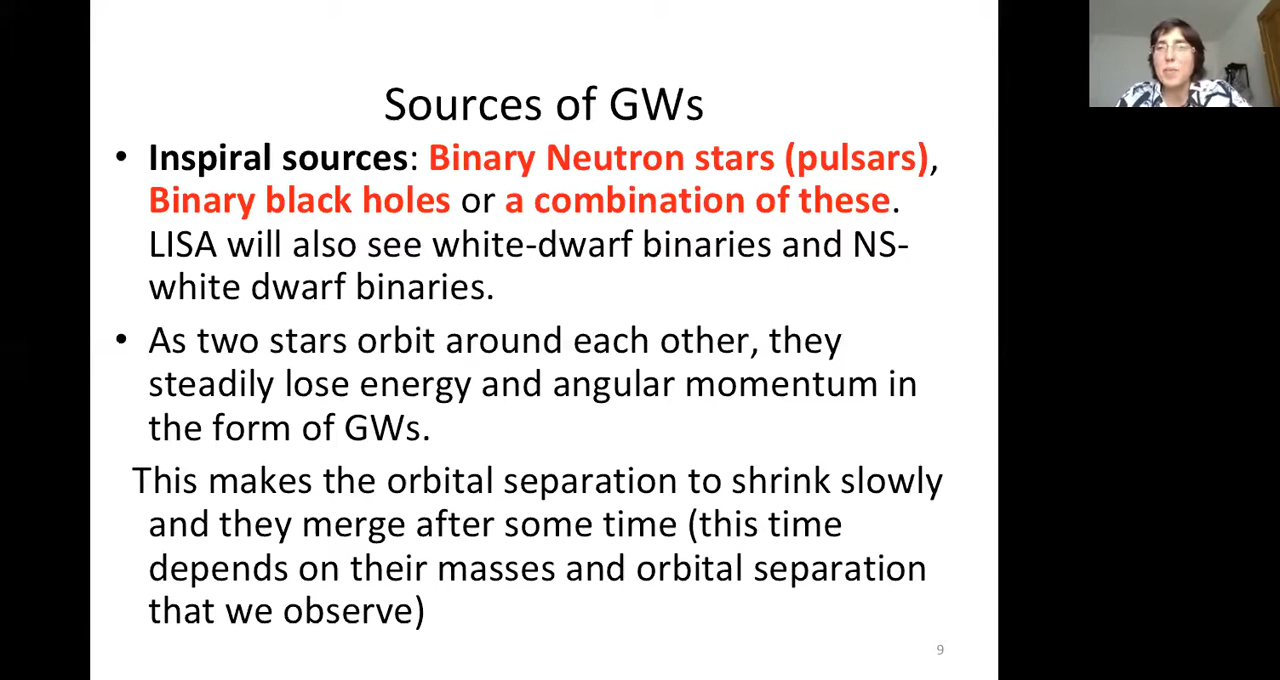 Sources of GWs
• Inspiral sources: Binary Neutron stars (pulsars),
Binary black holes or a combination of these.
LISA will also see white-dwarf binaries and NS-
white dwarf binaries.
• As two stars orbit around each other, they
steadily lose energy and angular momentum in
the form of GWs.
This makes the orbital separation to shrink slowly
and they merge after some time (this time
depends on their masses and orbital separation
that we observe)
9